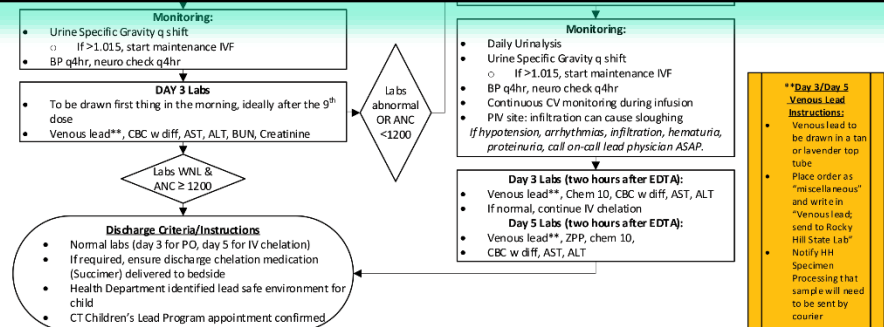 Monitoring:
• Urine Specific Gravity q shift
o If >1.015, start maintenance IVF
• BP q4hr, neuro check q4hr
DAY 3 Labs
• To be drawn first thing in the morning, ideally after the 9th
dose
• Venous lead**, CBC w diff, AST, ALT, BUN, Creatinine
Labs WNL &
ANC ≥ 1200
Labs
abnormal
OR ANC
<1200
Discharge Criteria/Instructions
• Normal labs (day 3 for PO, day 5 for IV chelation)
• If required, ensure discharge chelation medication
(Succimer) delivered to bedside
• Health Department identified lead safe environment for
child
• CT Children's Lead Program appointment confirmed
Monitoring:
• Daily Urinalysis
• Urine Specific Gravity q shift
o If >1.015, start maintenance IVF
• BP q4hr, neuro check q4hr
• Continuous CV monitoring during infusion
• PIV site: infiltration can cause sloughing
If hypotension, arrhythmias, infiltration, hematuria,
proteinuria, call on-call lead physician ASAP.
Day 3 Labs (two hours after EDTA):
• Venous lead**, Chem 10, CBC w diff, AST, ALT
• If normal, continue IV chelation
Day 5 Labs (two hours after EDTA):
• Venous lead**, ZPP, chem 10,
• CBC w diff, AST, ALT
**Day 3/Day 5
Venous Lead
Instructions:
• Venous lead to
be drawn in a tan
or lavender top
tube
• Place order as
"miscellaneous"
and write in
"Venous lead;
send to Rocky
Hill State Lab"
• Notify HH
Specimen
Processing that
sample will need
to be sent by
courier